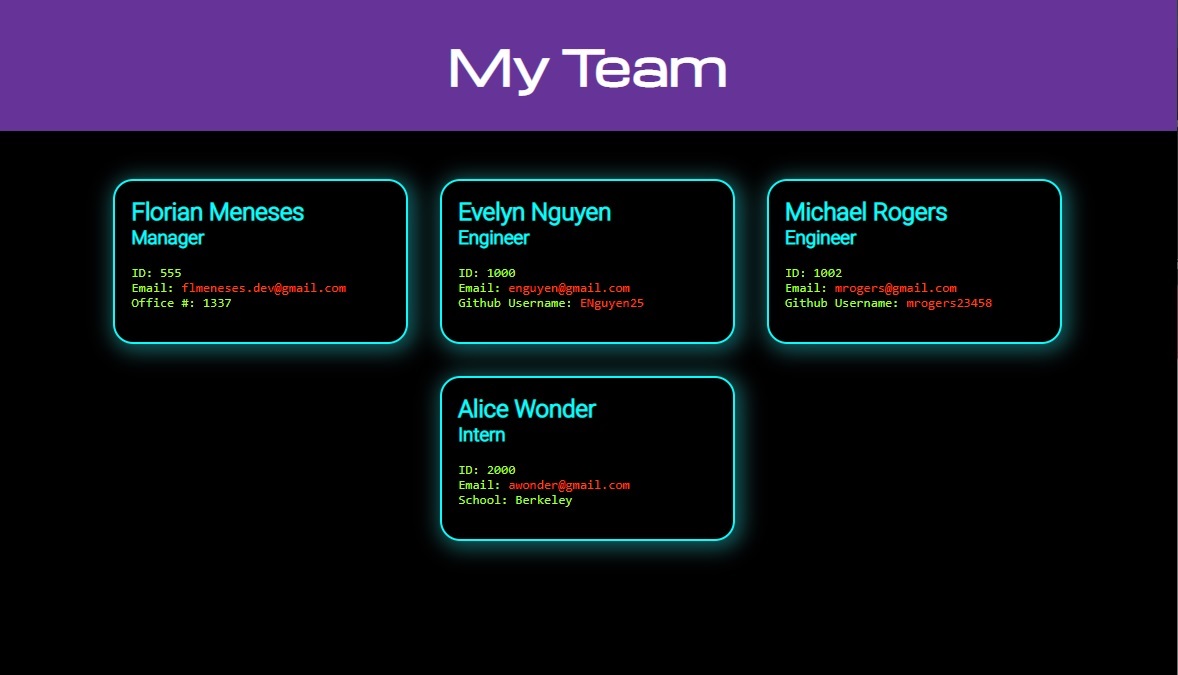 My Team
Florian Meneses
Manager
ID: 555
Email: flmeneses.dev@gmail.com
Office #: 1337
Evelyn Nguyen
Engineer
ID: 1000
Email: enguyen@gmail.com
Github Username: ENguyen25
Michael Rogers
Engineer
ID: 1002
Email: mrogers@gmail.com
Github Username: mrogers23458
Alice Wonder
Intern
ID: 2000
Email: awonder@gmail.com
School: Berkeley